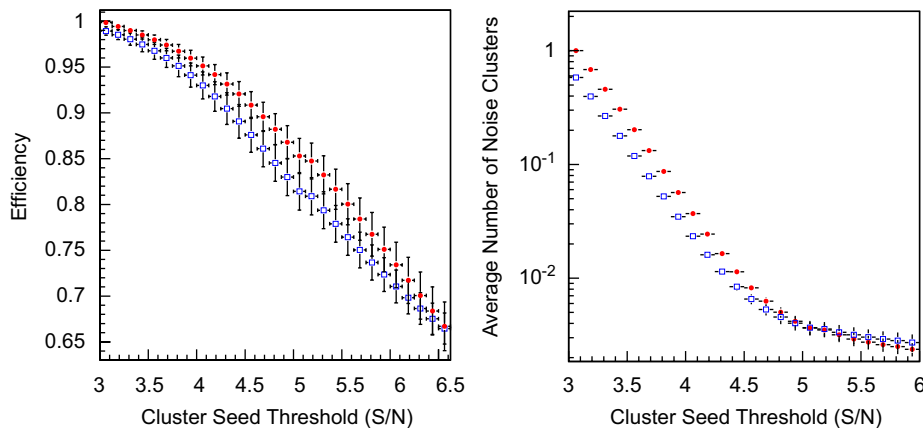 Efficiency
1
0.95
0.9
0.85
0.8
0.75
0.7
0.65
3 3.5 4 4.5 5 5.5 6 6.5
Cluster Seed Threshold (S/N)
Average Number of Noise Clusters
1
10-1
10-2
3 3.5 4 4.5 5 5.5 6
Cluster Seed Threshold (S/N)